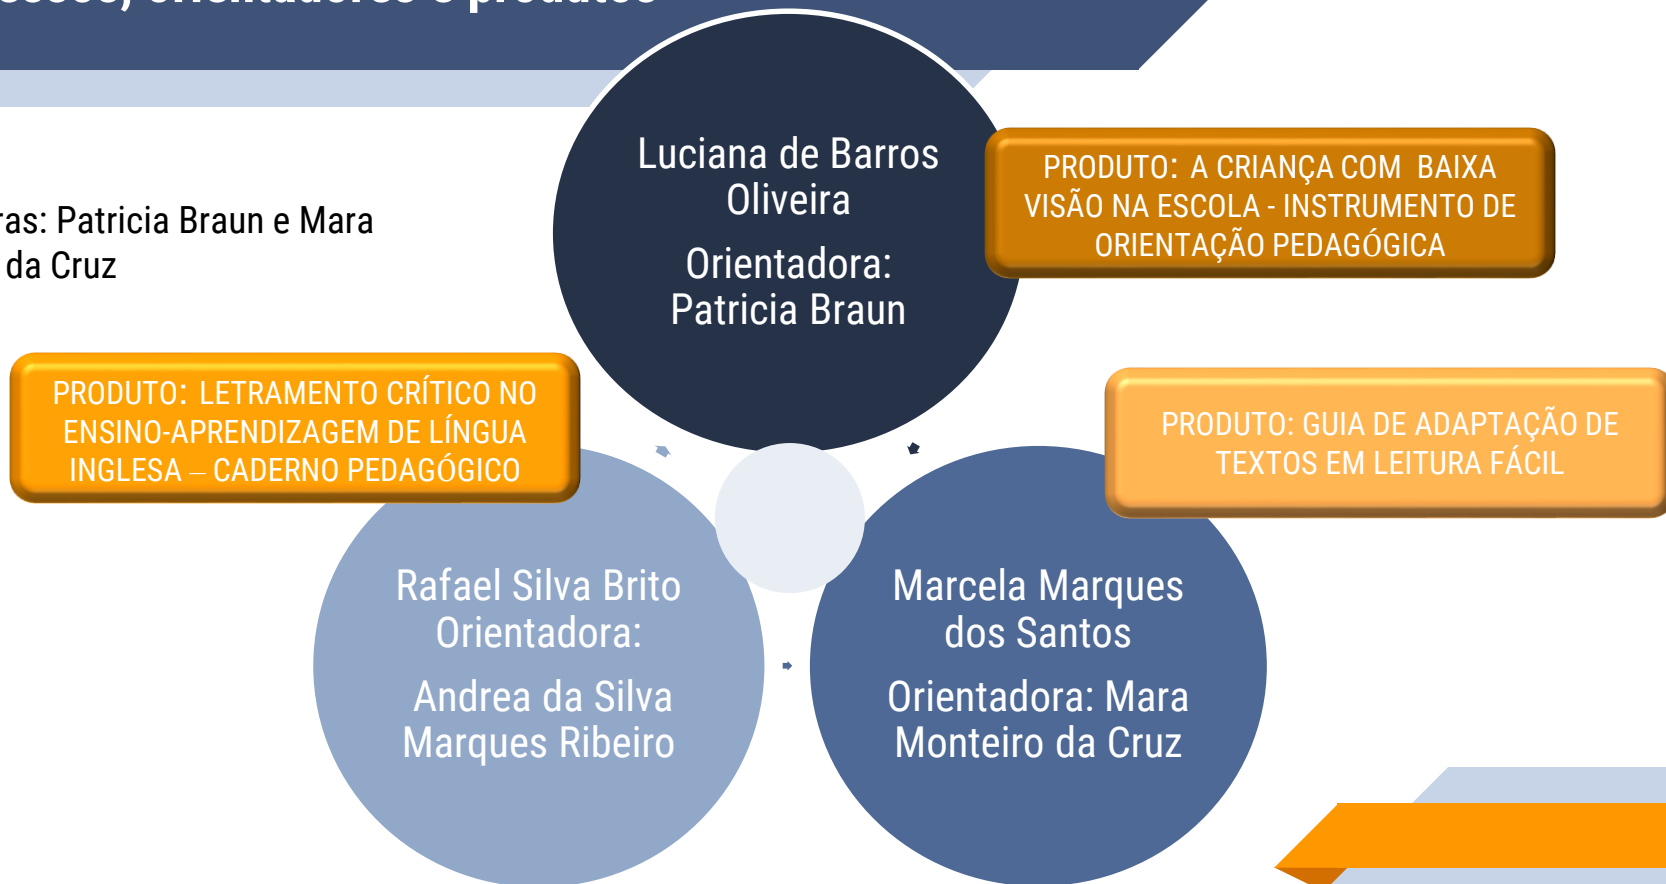 orientadores e produtos
Luciana de Barros
Oliveira
Orientadora:
Patricia Braun
PRODUTO: A CRIANÇA COM BAIXA
VISÃO NA ESCOLA - INSTRUMENTO DE
ORIENTAÇÃO PEDAGÓGICA
ras: Patricia Braun e Mara
da Cruz
PRODUTO: LETRAMENTO CRÍTICO NO
ENSINO-APRENDIZAGEM DE LÍNGUA
INGLESA – CADERNO PEDAGÓGICO
PRODUTO: GUIA DE ADAPTAÇÃO DE
TEXTOS EM LEITURA FÁCIL
Rafael Silva Brito
Orientadora:
Andrea da Silva
Marques Ribeiro
Marcela Marques
dos Santos
Orientadora: Mara
Monteiro da Cruz